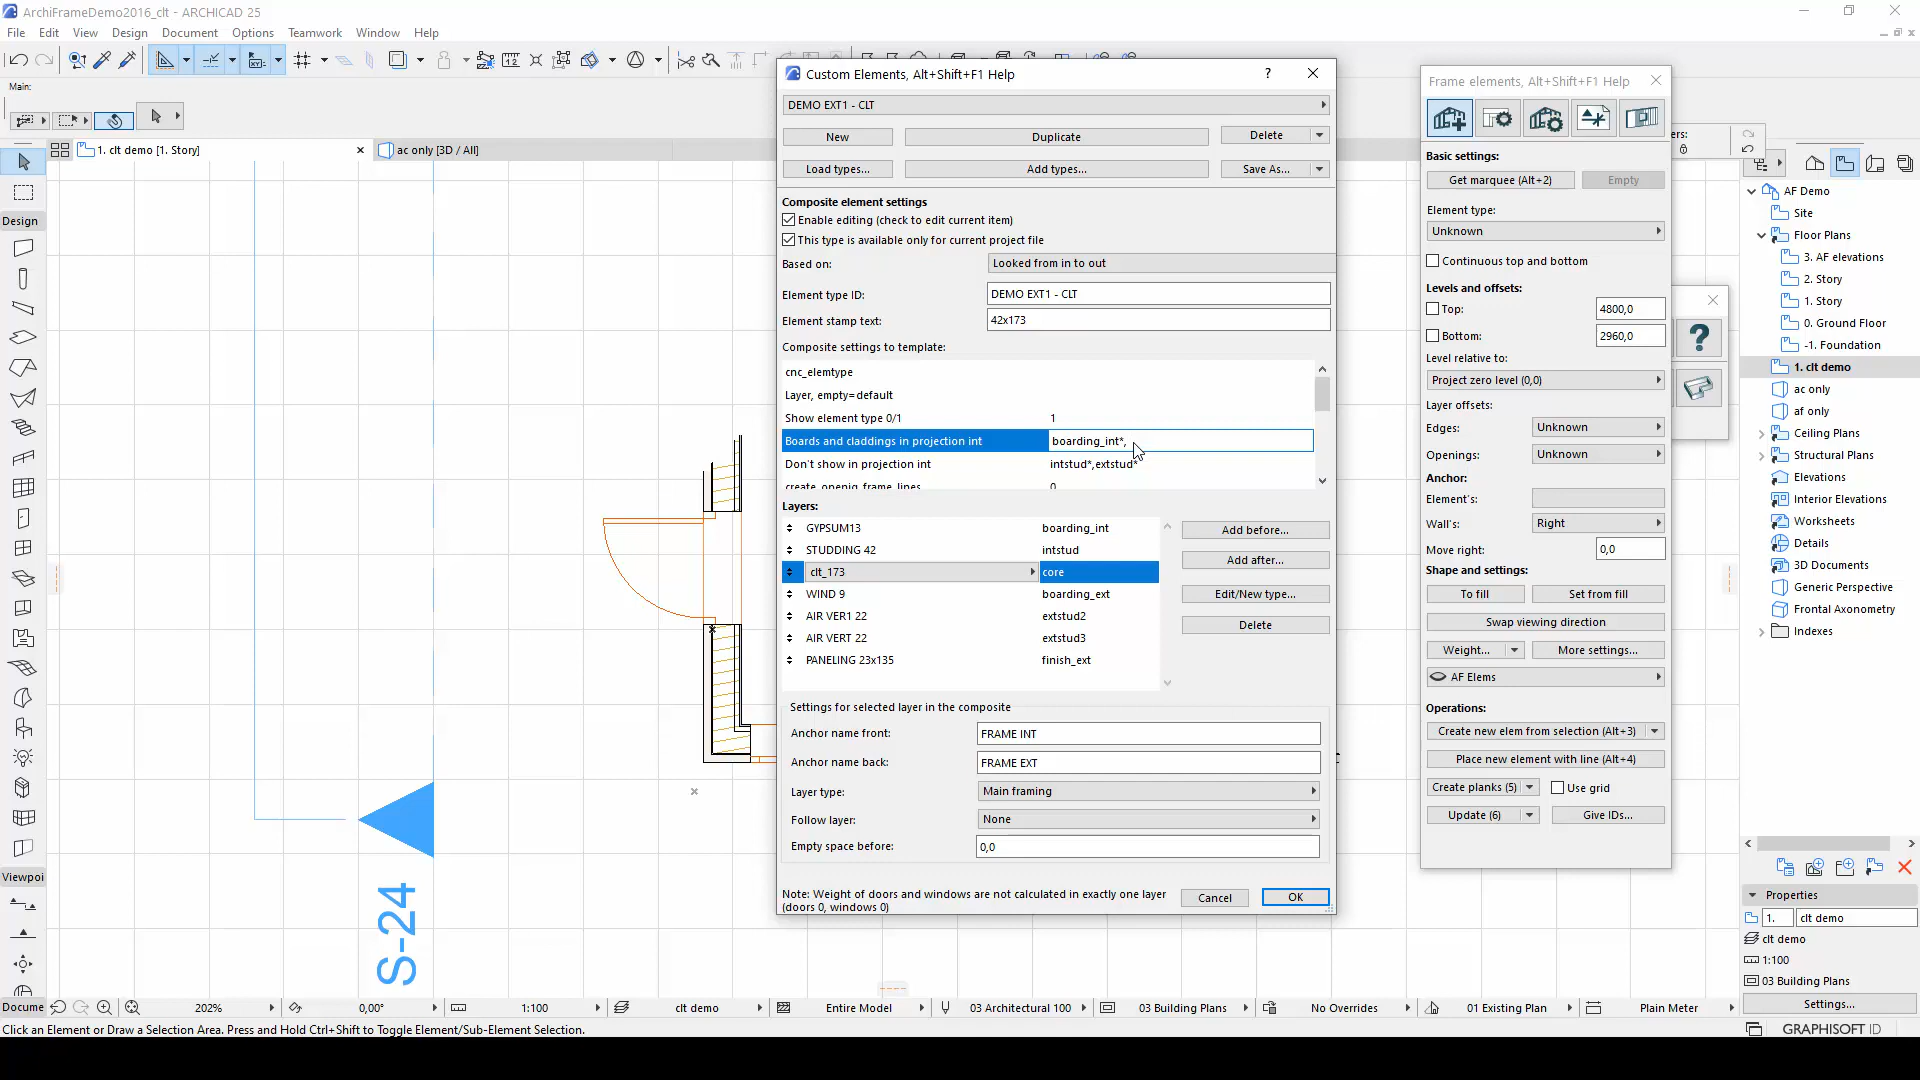 ArchiFrameDemo2016_clt - ARCHICAD 25
File Edit View Design Document Options Teamwork Window Help
Main:
1. clt demo [1. Story]
ac only [3D / All]
Design
Viewpoi
Docume
S-24
Custom Elements, Alt+Shift+F1 Help
?
DEMO EXT1 - CLT
New
Duplicate
Delete
Load types...
Add types...
Save As...
Composite element settings
Enable editing (check to edit current item)
This type is available only for current project file
Based on:
Looked from in to out
Element type ID:
DEMO EXT1 - CLT
Element stamp text:
42x173
Composite settings to template:
cnc_elemtype
Layer, empty=default
Show element type 0/1 1
Boards and claddings in projection int boarding_int*,
Don't show in projection int intstud*,extstud*
create_openig_frame_lines 0
Layers:
GYPSUM13 boarding_int
STUDDING 42 intstud
clt_173 core
WIND 9 boarding_ext
AIR VER1 22 extstud2
AIR VERT 22 extstud3
PANELING 23x135 finish_ext
Add before...
Add after...
Edit/New type...
Delete
Settings for selected layer in the composite
Anchor name front: FRAME INT
Anchor name back: FRAME EXT
Layer type: Main framing
Follow layer: None
Empty space before: 0,0
Note: Weight of doors and windows are not calculated in exactly one layer
(doors 0, windows 0)
Cancel
OK
Frame elements, Alt+Shift+F1 Help
Basic settings:
Get marquee (Alt+2)
Empty
Element type:
Unknown
Continuous top and bottom
Levels and offsets:
Top: 4800,0
Bottom: 2960,0
Level relative to:
Project zero level (0,0)
Layer offsets:
Edges: Unknown
Openings: Unknown
Anchor:
Element's:
Wall's: Right
Move right: 0,0
Shape and settings:
To fill
Set from fill
Swap viewing direction
Weight...
More settings...
AF Elems
Operations:
Create new elem from selection (Alt+3)
Place new element with line (Alt+4)
Create planks (5)
Use grid
Update (6)
Give IDs...
ers:
?
AF Demo
Site
Floor Plans
3. AF elevations
2. Story
1. Story
0. Ground Floor
-1. Foundation
1. clt demo
ac only
af only
Ceiling Plans
Structural Plans
Elevations
Interior Elevations
Worksheets
Details
3D Documents
Generic Perspective
Frontal Axonometry
Indexes
Properties
1. clt demo
clt demo
1:100
03 Building Plans
Settings...
202% 0,00° 1:100 clt demo Entire Model 03 Architectural 100 03 Building Plans No Overrides 01 Existing Plan Plain Meter
Click an Element or Draw a Selection Area. Press and Hold Ctrl+Shift to Toggle Element/Sub-Element Selection.
GRAPHISOFT ID